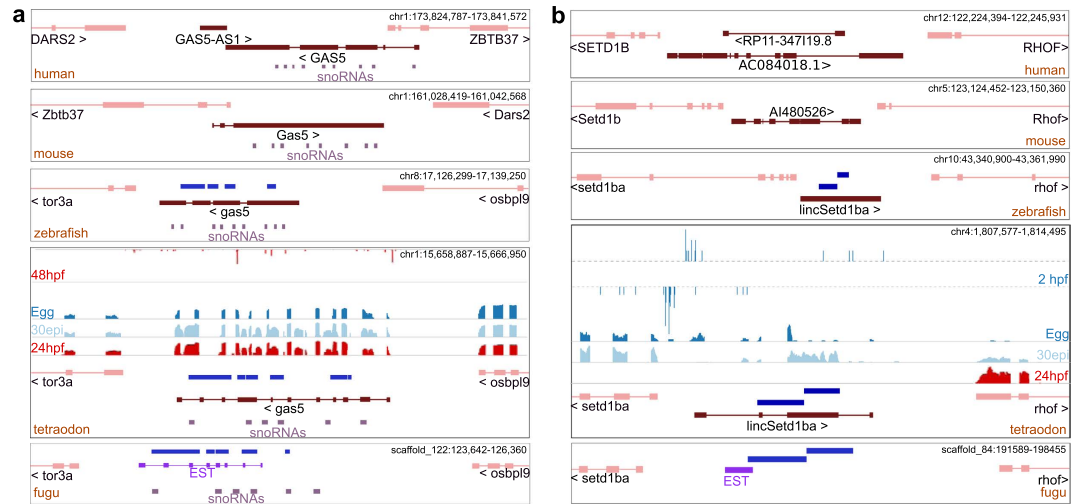 a
chr1:173,824,787-173,841,572
DARS2 >
GAS5-AS1 >
ZBTB37 >
< GAS5
snoRNAs
human
chr1:161,028,419-161,042,568
< Zbtb37
< Dars2
Gas5 >
snoRNAs
mouse
chr8:17,126,299-17,139,250
< tor3a
< gas5
< osbpl9
snoRNAs
zebrafish
chr1:15,658,887-15,666,950
48hpf
Egg
30epi
24hpf
< tor3a
< osbpl9
< gas5
snoRNAs
tetraodon
scaffold_122:123,642-126,360
< tor3a
EST
< osbpl9
snoRNAs
fugu
b
chr12:122,224,394-122,245,931
<SETD1B
<RP11-347I19.8
RHOF>
AC084018.1>
human
chr5:123,124,452-123,150,360
<Setd1b
AI480526>
Rhof>
mouse
chr10:43,340,900-43,361,990
<setd1ba
rhof >
lincSetd1ba >
zebrafish
chr4:1,807,577-1,814,495
2 hpf
Egg
30epi
24hpf
< setd1ba
rhof >
lincSetd1ba >
tetraodon
scaffold_84:191589-198455
< setd1ba
EST
rhof>
fugu